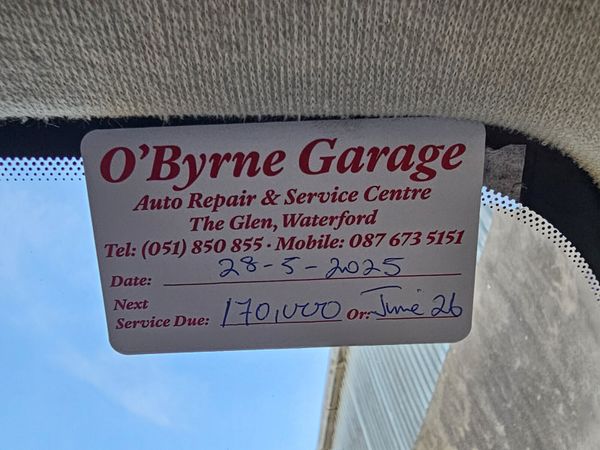 O'Byrne Garage
Auto Repair & Service Centre
The Glen, Waterford
Tel: (051) 850 855 · Mobile: 087 673 5151
Date: 28-5-2025
Next
Service Due: 170,000 Or: June 26